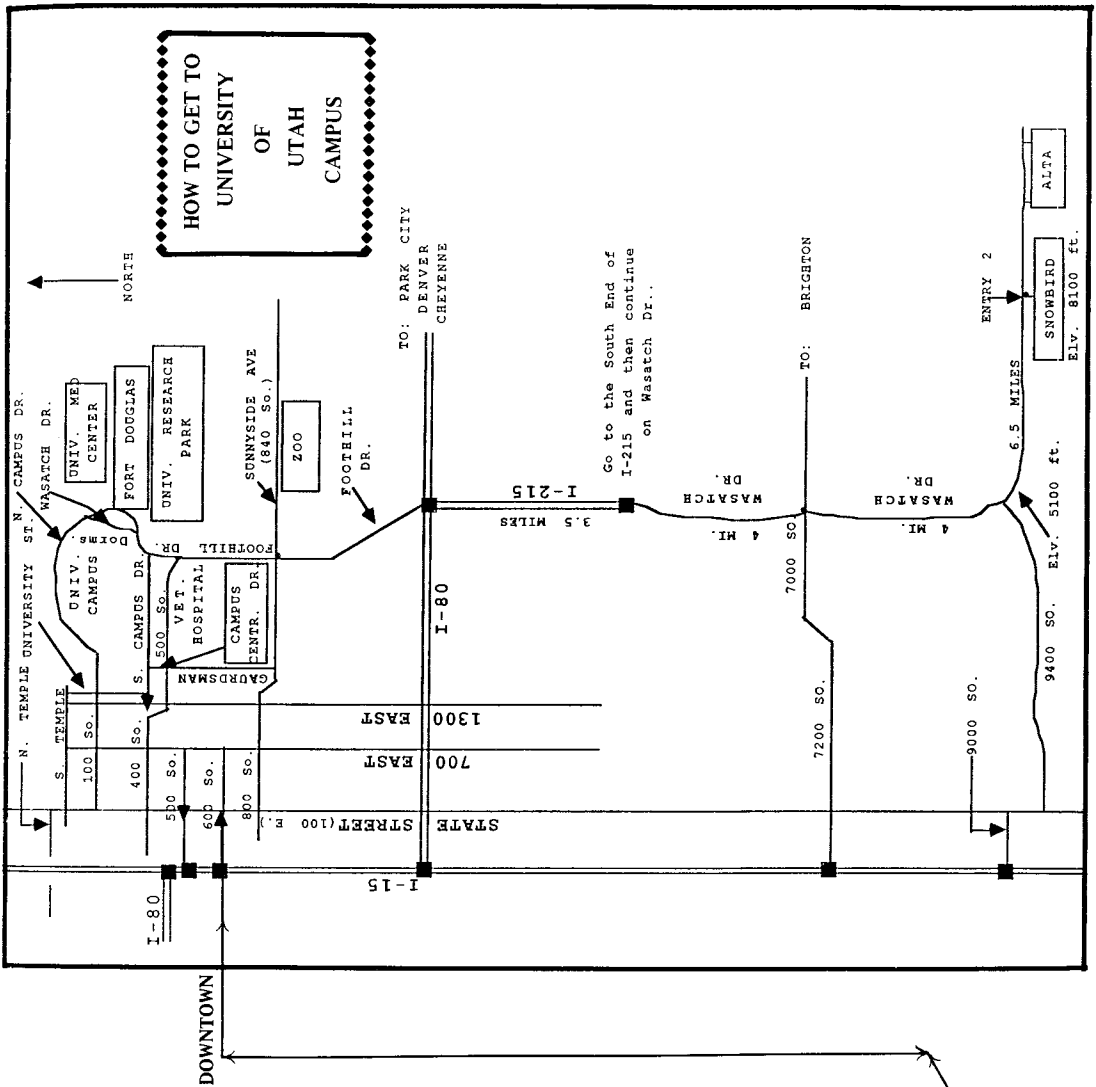 HOW TO GET TO
UNIVERSITY
OF
UTAH
CAMPUS
NORTH
N. TEMPLE
UNIVERSITY ST.
N. CAMPUS DR.
WASATCH DR.
UNIV. MED
CENTER
FORT DOUGLAS
UNIV. RESEARCH
PARK
Dorms.
UNIV.
CAMPUS
S. TEMPLE
100 So.
400 So.
S. CAMPUS DR.
500 So.
VET.
HOSPITAL
FOOTHILL DR.
CAMPUS
CENTR. DR.
GAURDSMAN
500 So.
600 So.
800 So.
SUNNYSIDE AVE
(840 So.)
ZOO
FOOTHILL
DR.
TO: PARK CITY
DENVER
CHEYENNE
I-80
I-80
1300 EAST
700 EAST
STATE STREET (100 E.)
I-15
DOWNTOWN
I-215
3.5 MILES
Go to the South End of
I-215 and then continue
on Wasatch Dr..
WASATCH
DR.
4 MI.
7000 SO.
TO: BRIGHTON
7200 SO.
WASATCH
DR.
4 MI.
9000 SO.
9400 SO.
Elv. 5100 ft.
6.5 MILES
ENTRY 2
SNOWBIRD
Elv. 8100 ft.
ALTA